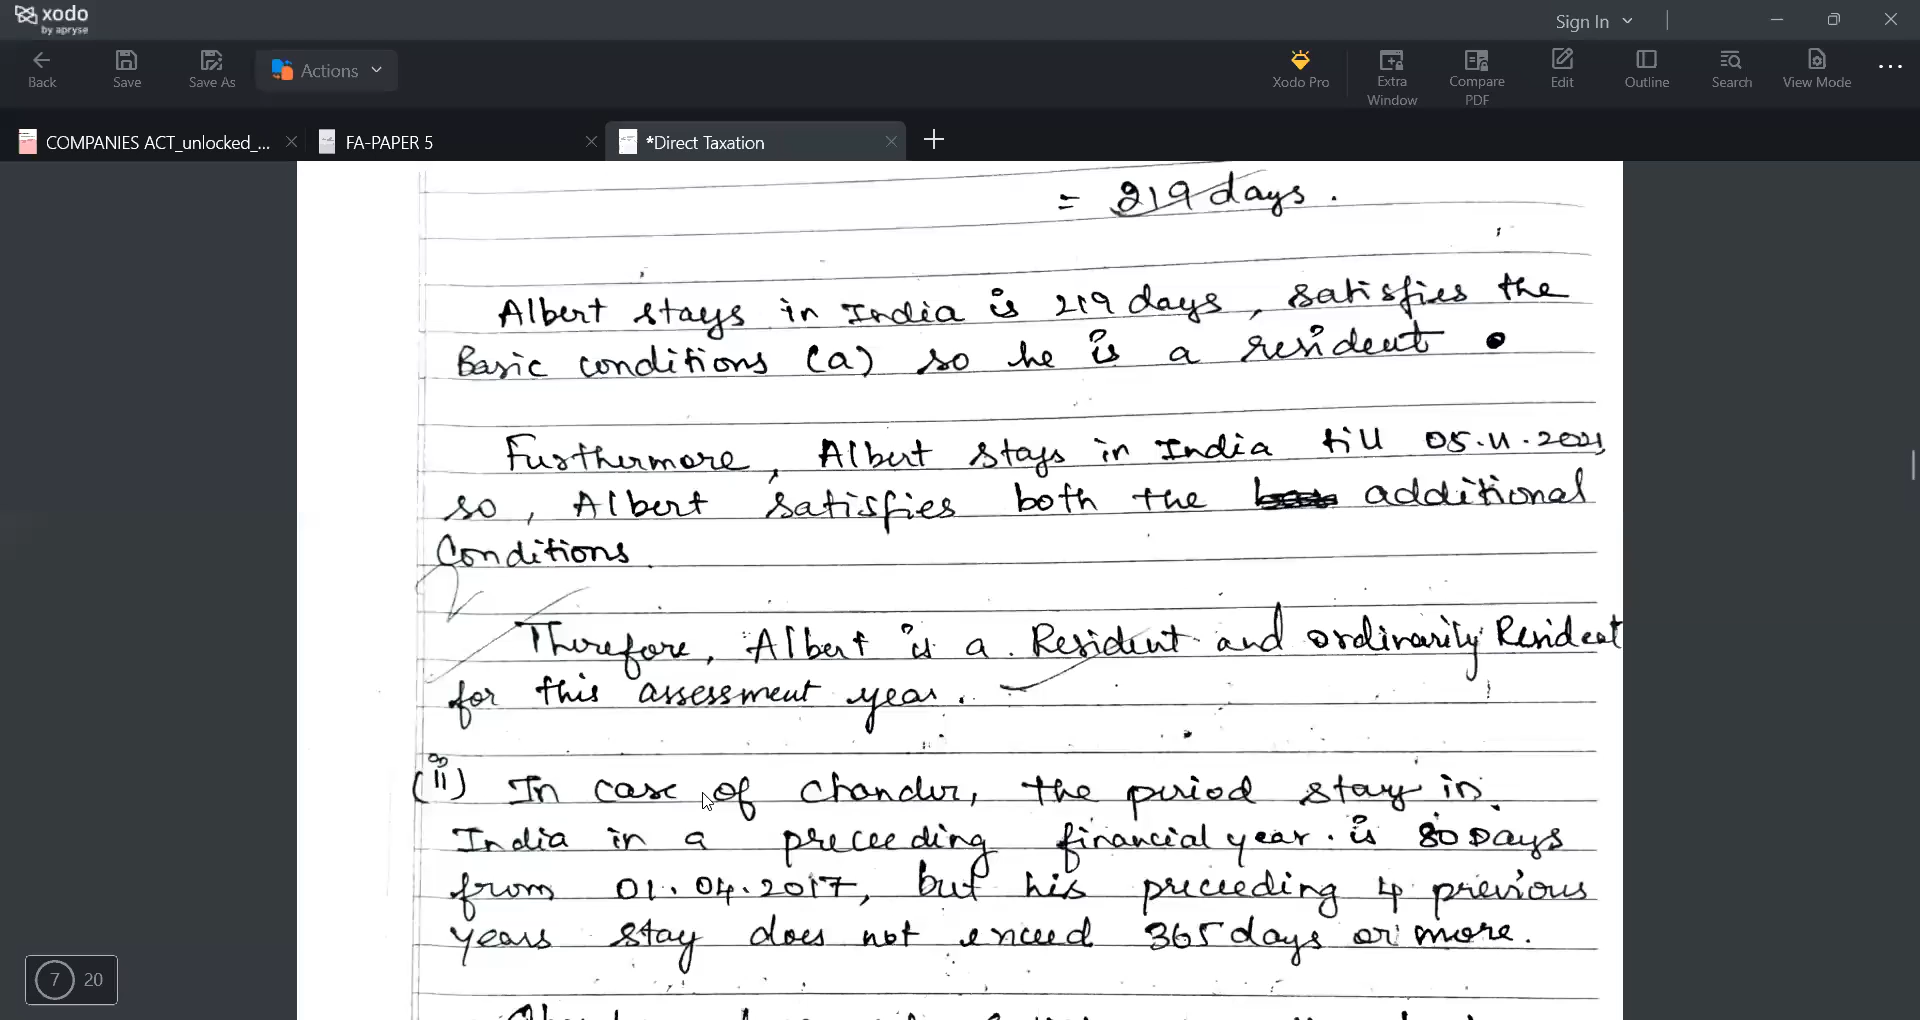 xodo
by apryse
Sign In
Back
Save
Save As
Actions
Xodo Pro
Extra Window
Compare PDF
Edit
Outline
Search
View Mode
COMPANIES ACT_unlocked_...
FA-PAPER 5
*Direct Taxation
= 219 days.
Albert stays in India is 219 days, satisfies the
Basic conditions (a) so he is a resident
Furthermore, Albert stays in India till 05.11.2021,
so, Albert satisfies both the additional
Conditions.
Therefore, Albert is a Resident and ordinarily Resident
for this assessment year.
(ii) In case of Chander, the period stay in
India in a preceeding financial year is 80 Days
from 01.04.2017, but his preceeding 4 previous
years stay does not exceed 365 days or more.
7 20